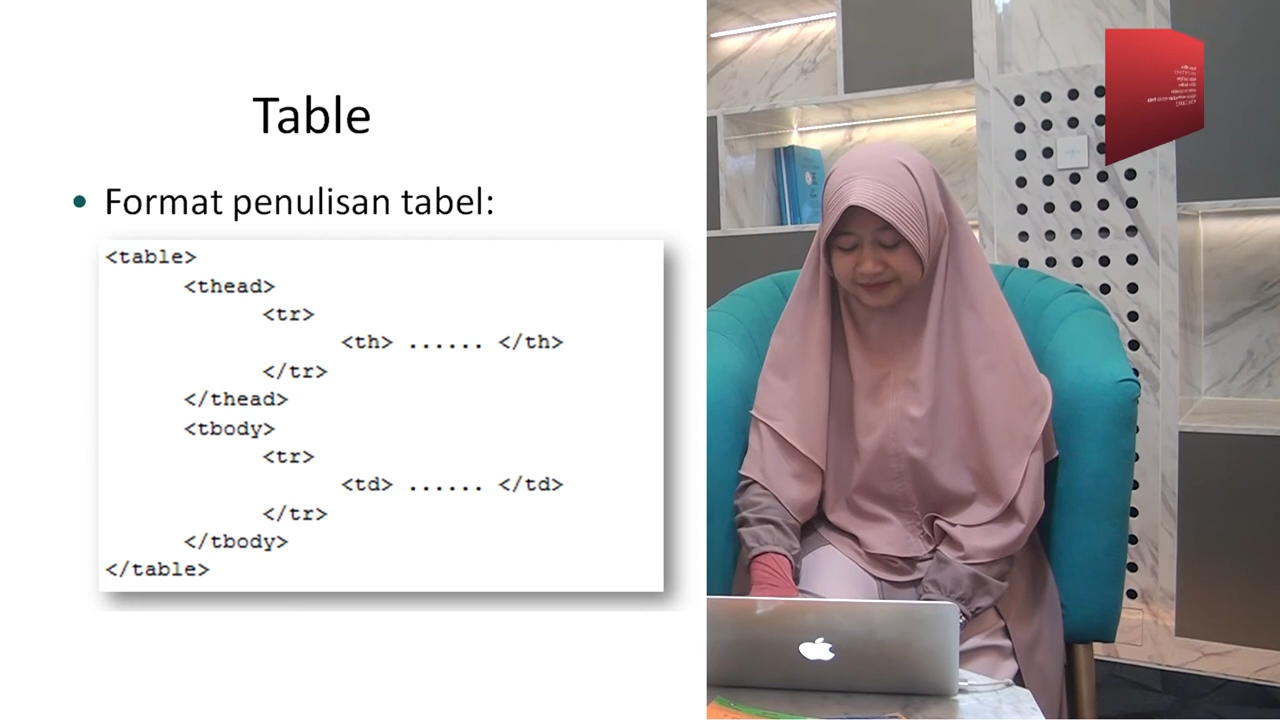 Table
• Format penulisan tabel:
<table>
<thead>
<tr>
<th> ...... </th>
</tr>
</thead>
<tbody>
<tr>
<td> ...... </td>
</tr>
</tbody>
</table>